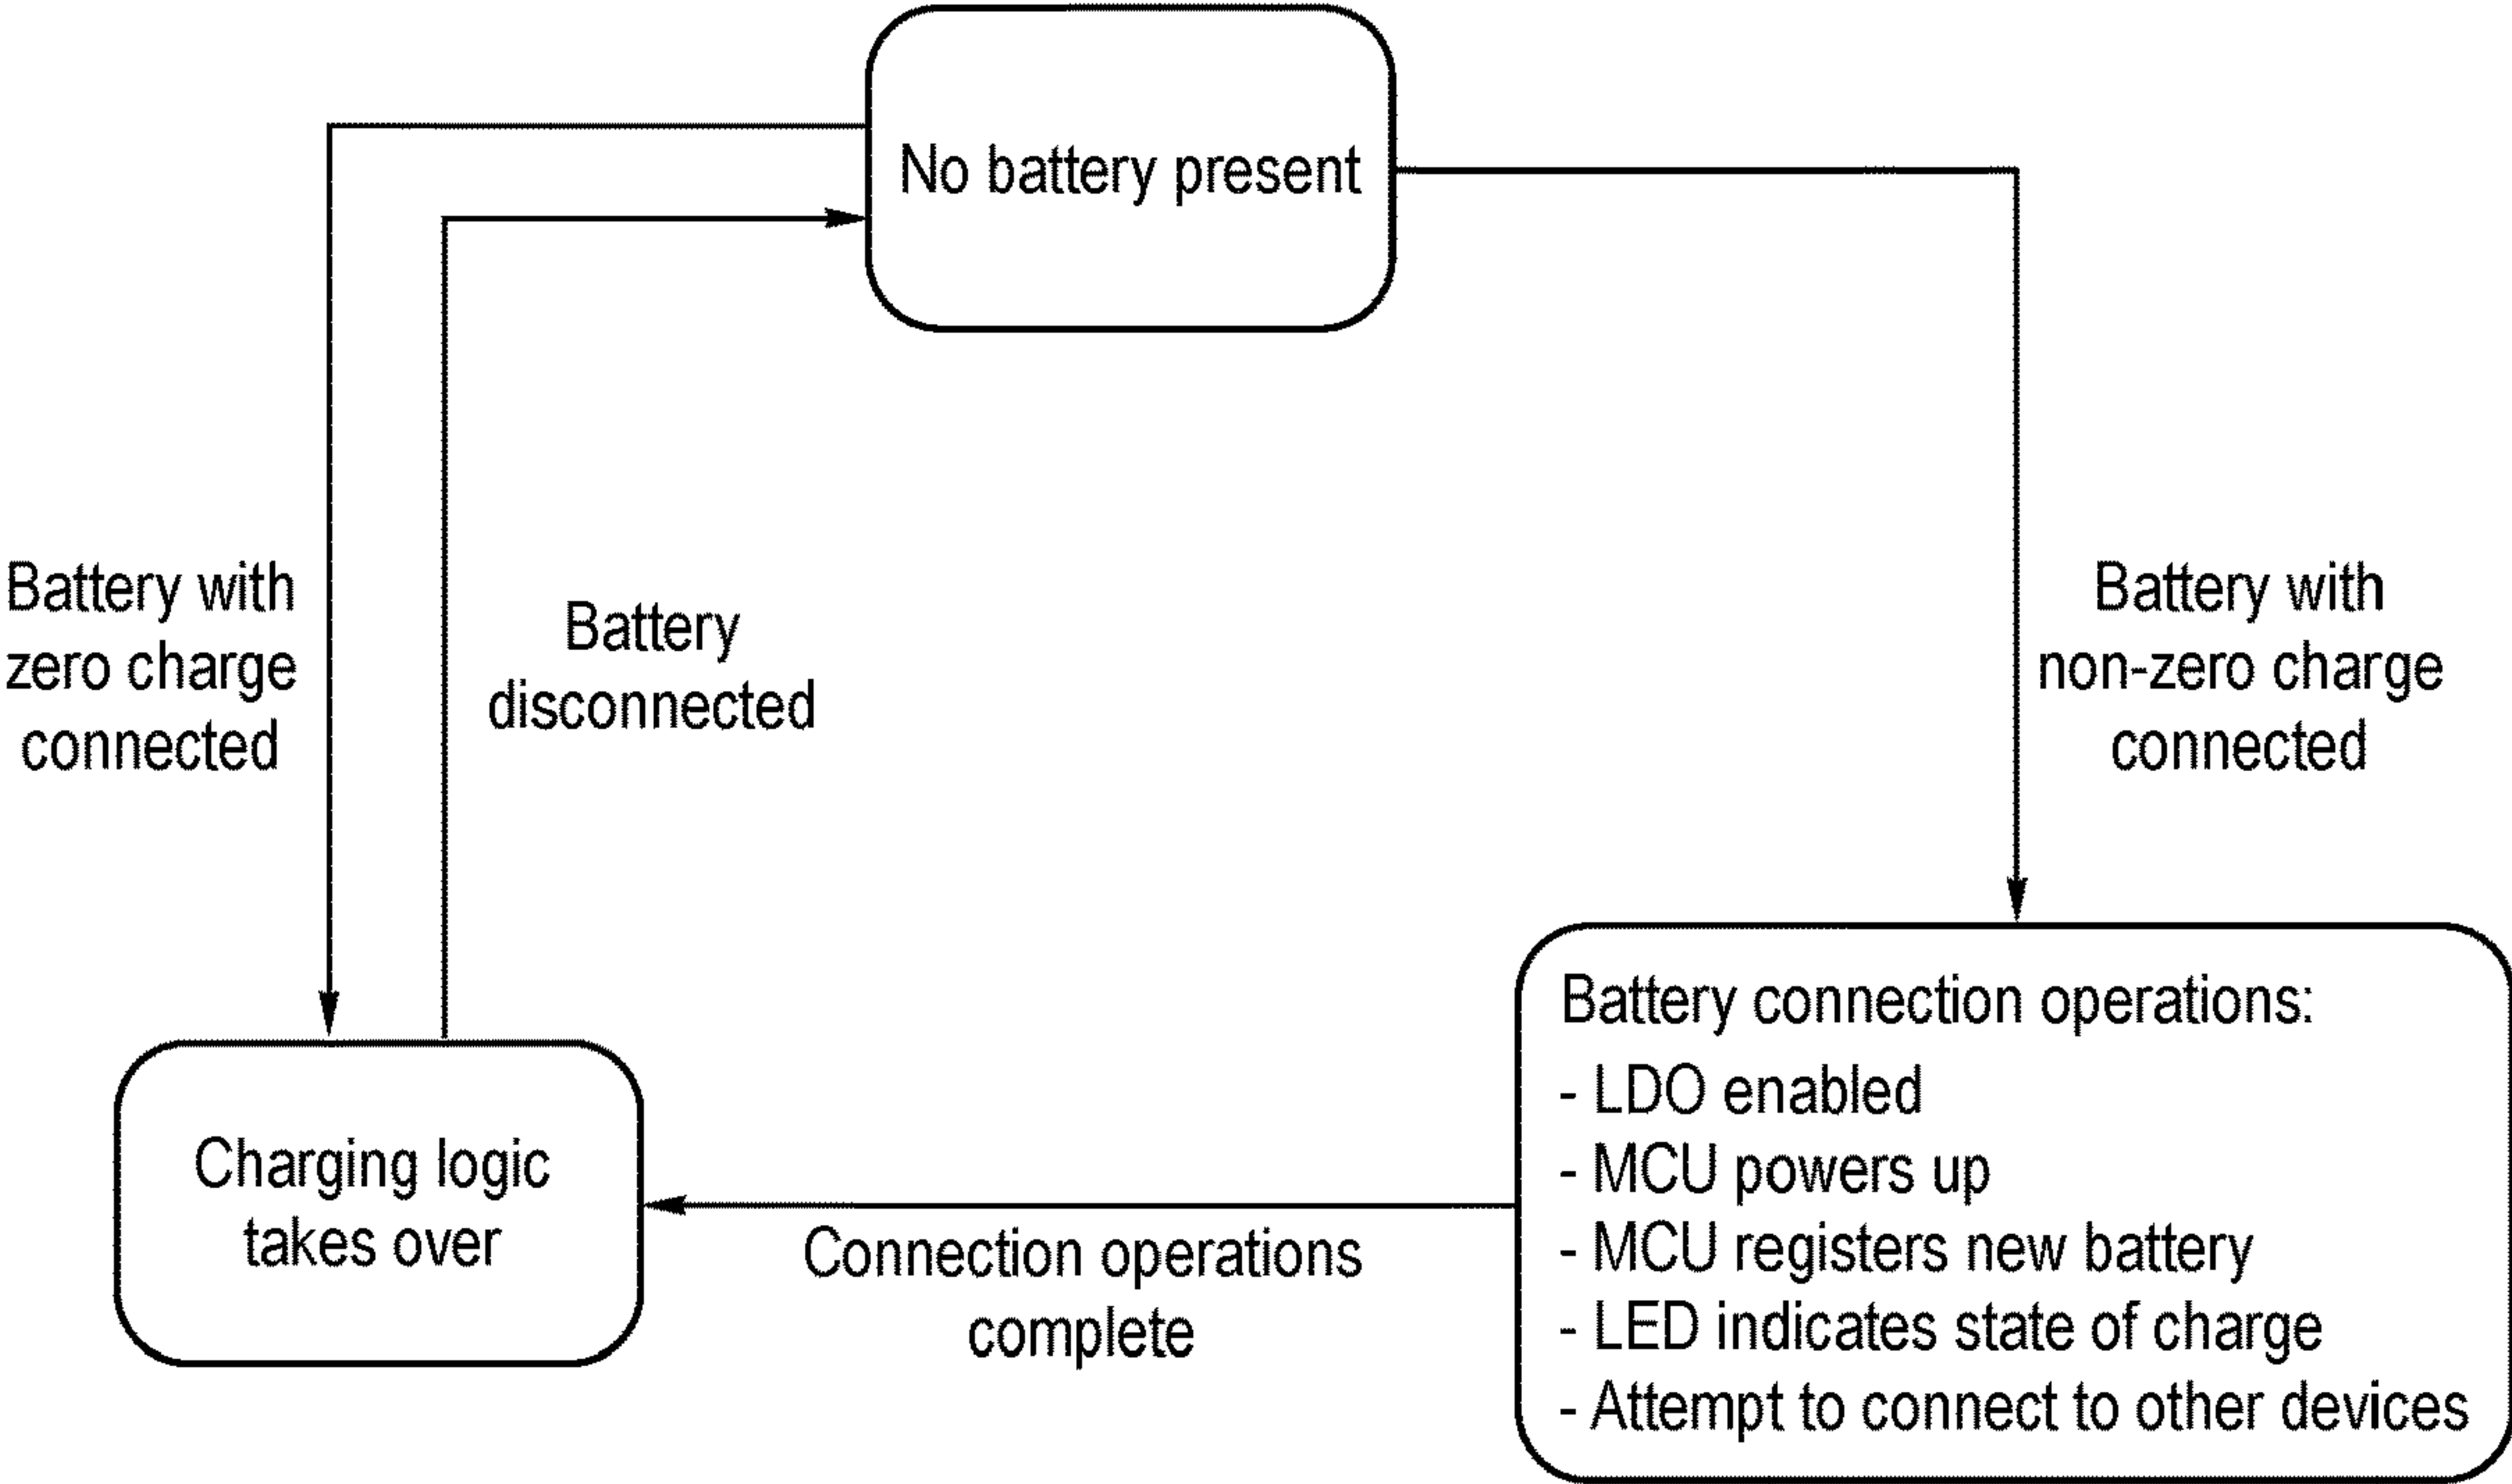 No battery present
Battery with
zero charge
connected
Battery
disconnected
Battery with
non-zero charge
connected
Battery connection operations:
- LDO enabled
- MCU powers up
- MCU registers new battery
- LED indicates state of charge
- Attempt to connect to other devices
Charging logic
takes over
Connection operations
complete